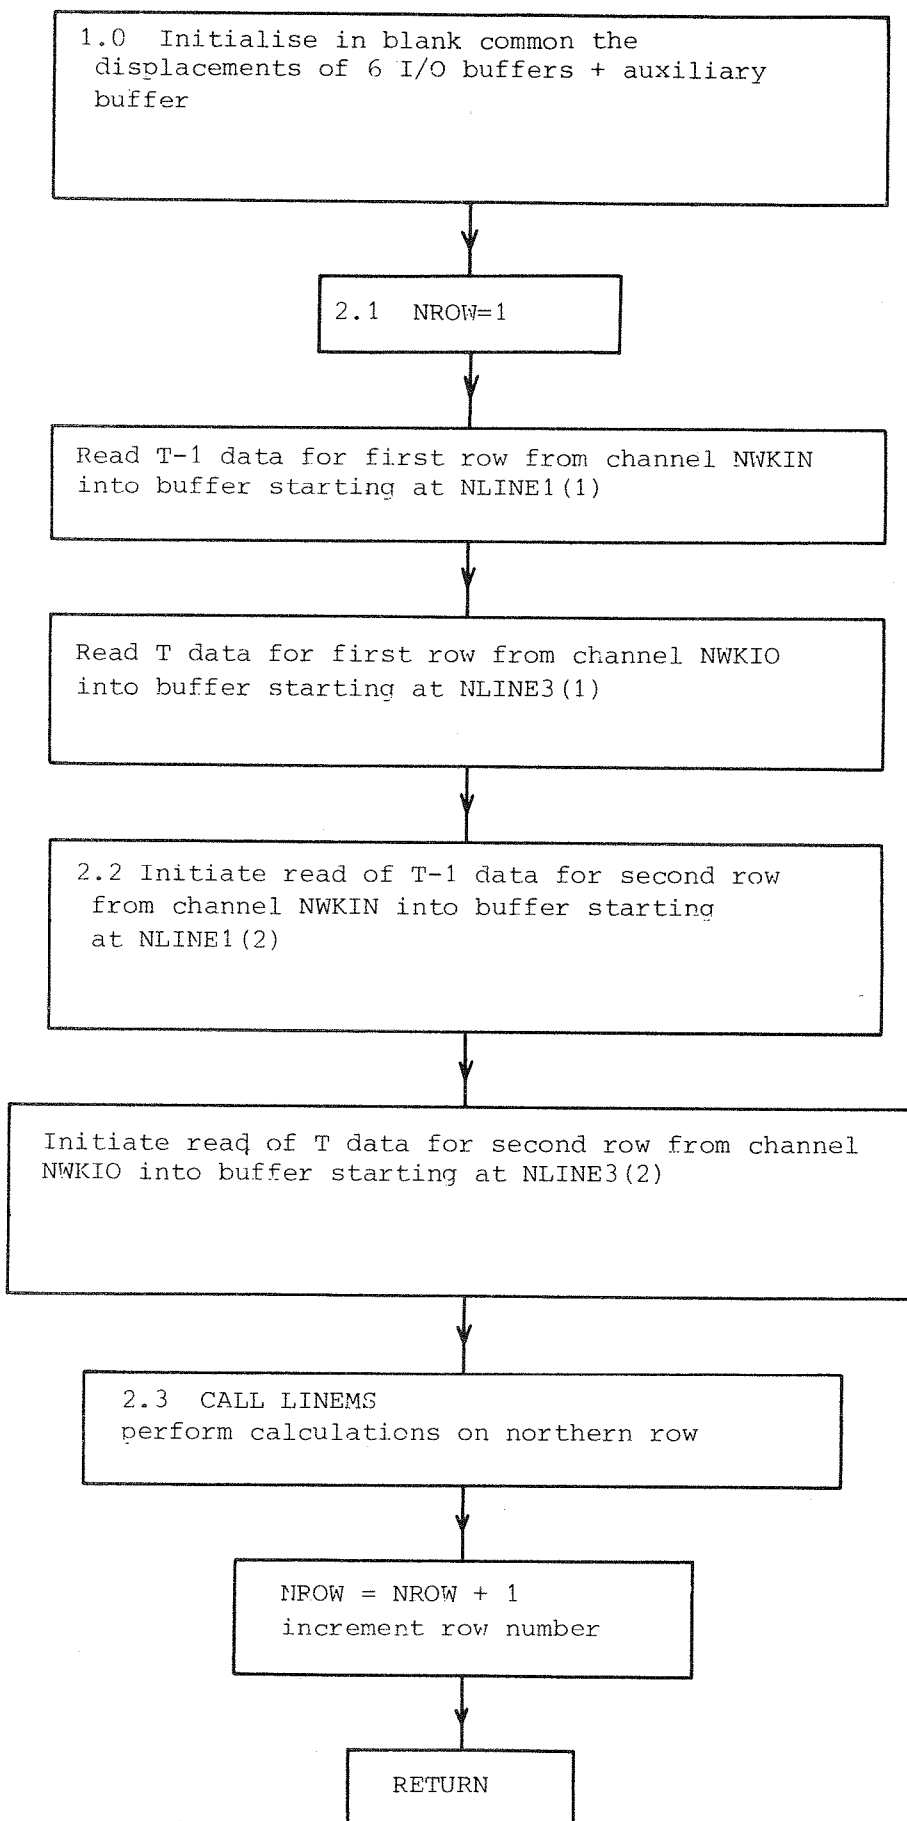 1.0 Initialise in blank common the
displacements of 6 I/O buffers + auxiliary
buffer
2.1 NROW=1
Read T-1 data for first row from channel NWKIN
into buffer starting at NLINE1(1)
Read T data for first row from channel NWKIO
into buffer starting at NLINE3(1)
2.2 Initiate read of T-1 data for second row
from channel NWKIN into buffer starting
at NLINE1(2)
Initiate read of T data for second row from channel
NWKIO into buffer starting at NLINE3(2)
2.3 CALL LINEMS
perform calculations on northern row
NROW = NROW + 1
increment row number
RETURN